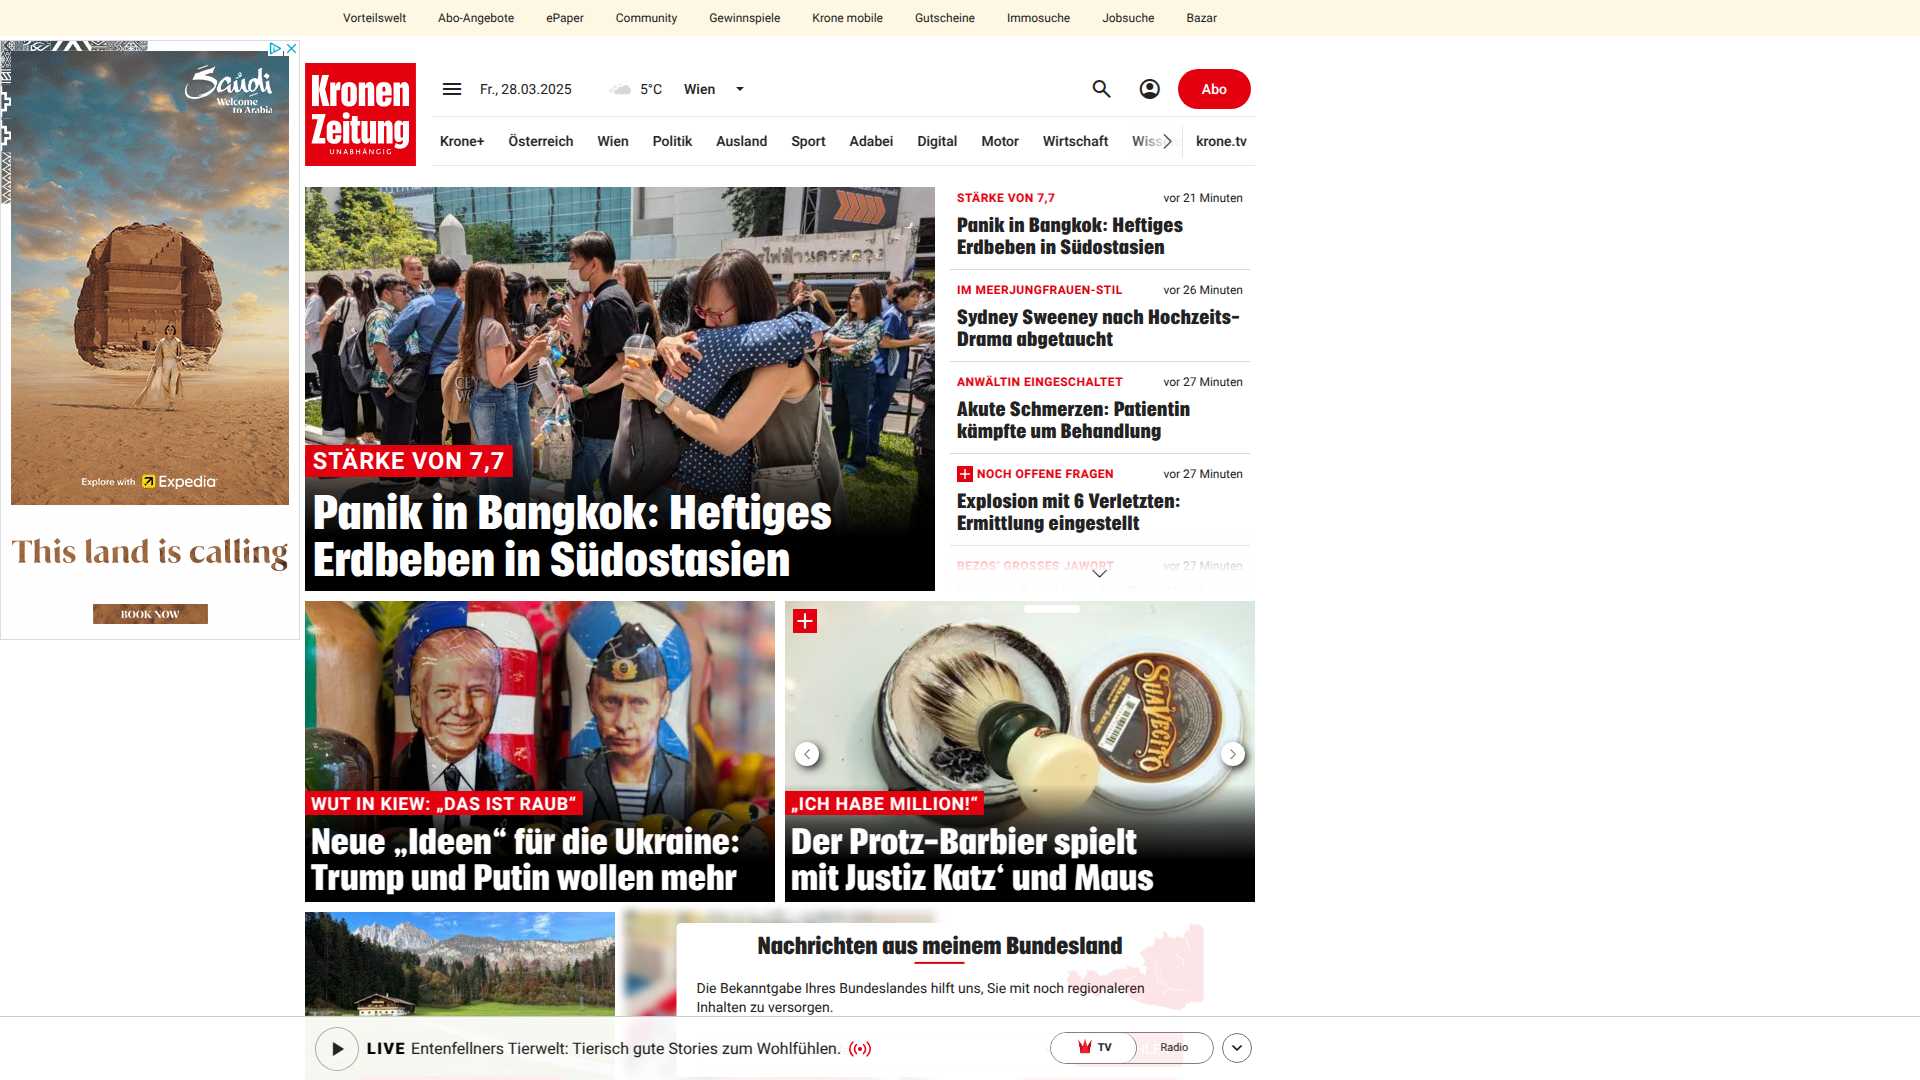 Vorteilswelt Abo-Angebote ePaper Community Gewinnspiele Krone mobile Gutscheine Immosuche Jobsuche Bazar
Saudi
Welcome
to Arabia
Explore with Expedia
This land is calling
BOOK NOW
Kronen
Zeitung
UNABHÄNGIG
Fr., 28.03.2025 5°C Wien
Abo
Krone+ Österreich Wien Politik Ausland Sport Adabei Digital Motor Wirtschaft krone.tv
STÄRKE VON 7,7
Panik in Bangkok: Heftiges
Erdbeben in Südostasien
STÄRKE VON 7,7 vor 21 Minuten
Panik in Bangkok: Heftiges
Erdbeben in Südostasien
IM MEERJUNGFRAUEN-STIL vor 26 Minuten
Sydney Sweeney nach Hochzeits-
Drama abgetaucht
ANWÄLTIN EINGESCHALTET vor 27 Minuten
Akute Schmerzen: Patientin
kämpfte um Behandlung
NOCH OFFENE FRAGEN vor 27 Minuten
Explosion mit 6 Verletzten:
Ermittlung eingestellt
BEZOS' GROSSES JAWORT vor 27 Minuten
WUT IN KIEW: „DAS IST RAUB“
Neue „Ideen“ für die Ukraine:
Trump und Putin wollen mehr
SUAVECITO
„ICH HABE MILLION!“
Der Protz-Barbier spielt
mit Justiz Katz‘ und Maus
Nachrichten aus meinem Bundesland
Die Bekanntgabe Ihres Bundeslandes hilft uns, Sie mit noch regionaleren
Inhalten zu versorgen.
LIVE Entenfellners Tierwelt: Tierisch gute Stories zum Wohlfühlen.
TV Radio